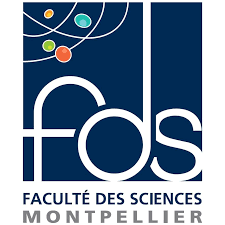 fds
FACULTÉ DES SCIENCES
MONTPELLIER